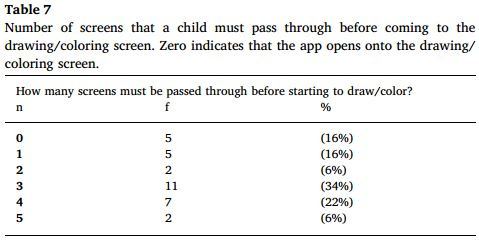 Table 7
Number of screens that a child must pass through before coming to the
drawing/coloring screen. Zero indicates that the app opens onto the drawing/
coloring screen.
How many screens must be passed through before starting to draw/color?
n f %
0 5 (16%)
1 5 (16%)
2 2 (6%)
3 11 (34%)
4 7 (22%)
5 2 (6%)